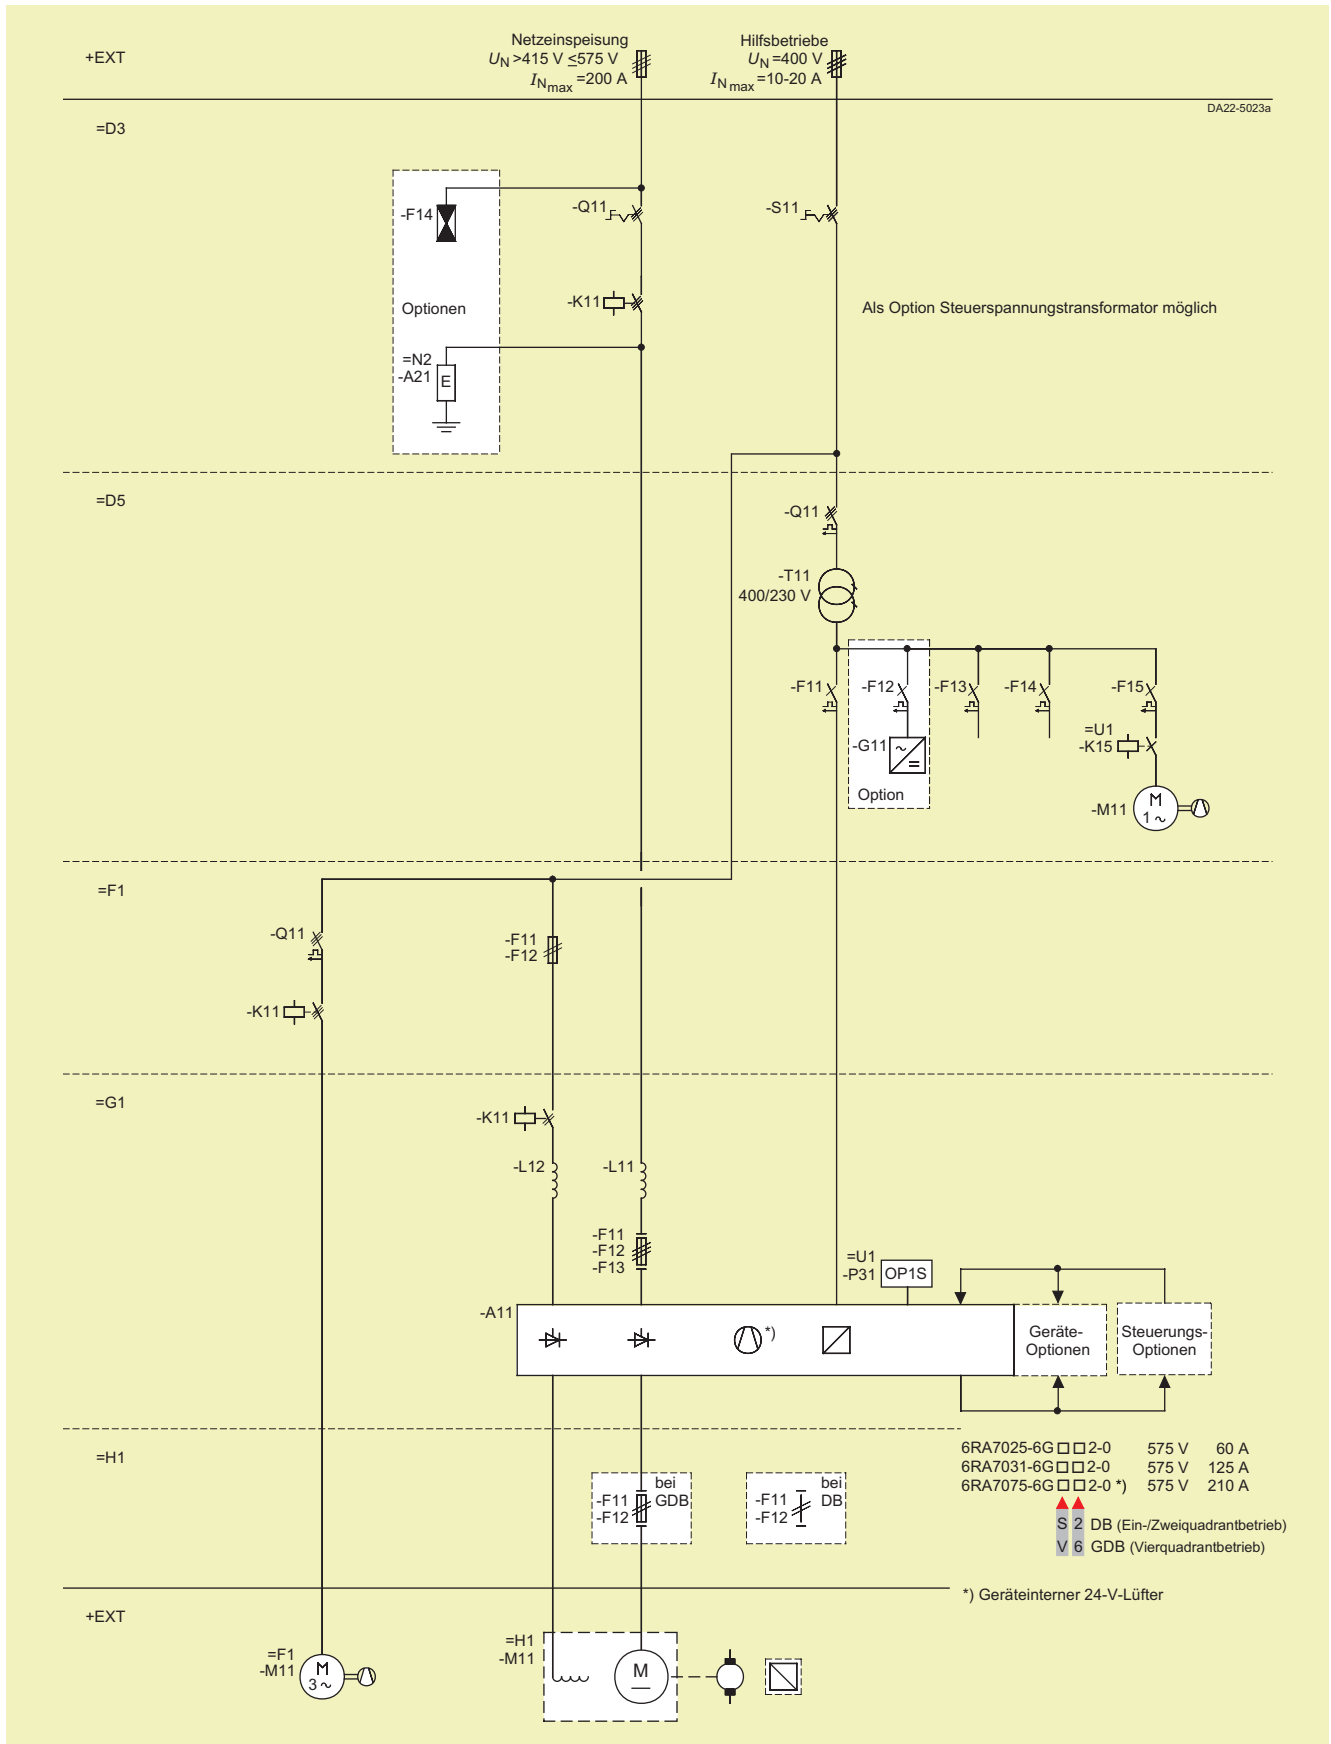 Netzeinspeisung
U_N >415 V ≤575 V
I_Nmax =200 A
Hilfsbetriebe
U_N =400 V
I_Nmax =10-20 A
+EXT
DA22-5023a
=D3
-F14
-Q11
-S11
-K11
Optionen
Als Option Steuerspannungstransformator möglich
=N2
-A21
E
=D5
-Q11
-T11
400/230 V
-F11
-F12
-F13
-F14
-F15
-G11
~
=
=U1
-K15
Option
-M11
M
1 ~
=F1
-Q11
-F11
-F12
-K11
=G1
-K11
-L12
-L11
-F11
-F12
-F13
=U1
-P31
OP1S
-A11
*)
Geräte-
Optionen
Steuerungs-
Optionen
=H1
bei
GDB
-F11
-F12
bei
DB
-F11
-F12
6RA7025-6G □ □ 2-0 575 V 60 A
6RA7031-6G □ □ 2-0 575 V 125 A
6RA7075-6G □ □ 2-0 *) 575 V 210 A
S 2 DB (Ein-/Zweiquadrantbetrieb)
V 6 GDB (Vierquadrantbetrieb)
*) Geräteinterner 24-V-Lüfter
+EXT
=F1
-M11
M
3 ~
=H1
-M11
M